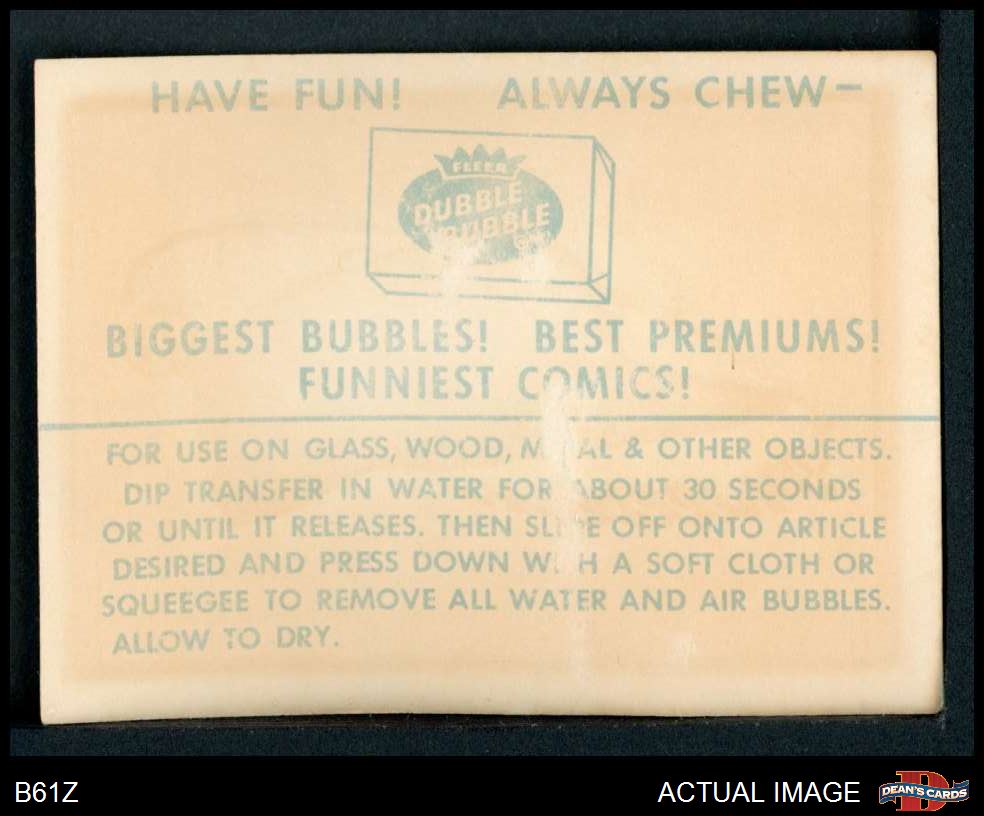 HAVE FUN! ALWAYS CHEW–
FLEER
DUBBLE
BUBBLE
GUM
BIGGEST BUBBLES! BEST PREMIUMS!
FUNNIEST COMICS!
FOR USE ON GLASS, WOOD, METAL & OTHER OBJECTS.
DIP TRANSFER IN WATER FOR ABOUT 30 SECONDS
OR UNTIL IT RELEASES. THEN SLIDE OFF ONTO ARTICLE
DESIRED AND PRESS DOWN WITH A SOFT CLOTH OR
SQUEEGEE TO REMOVE ALL WATER AND AIR BUBBLES.
ALLOW TO DRY.
B61Z ACTUAL IMAGE
D
DEAN'S CARDS